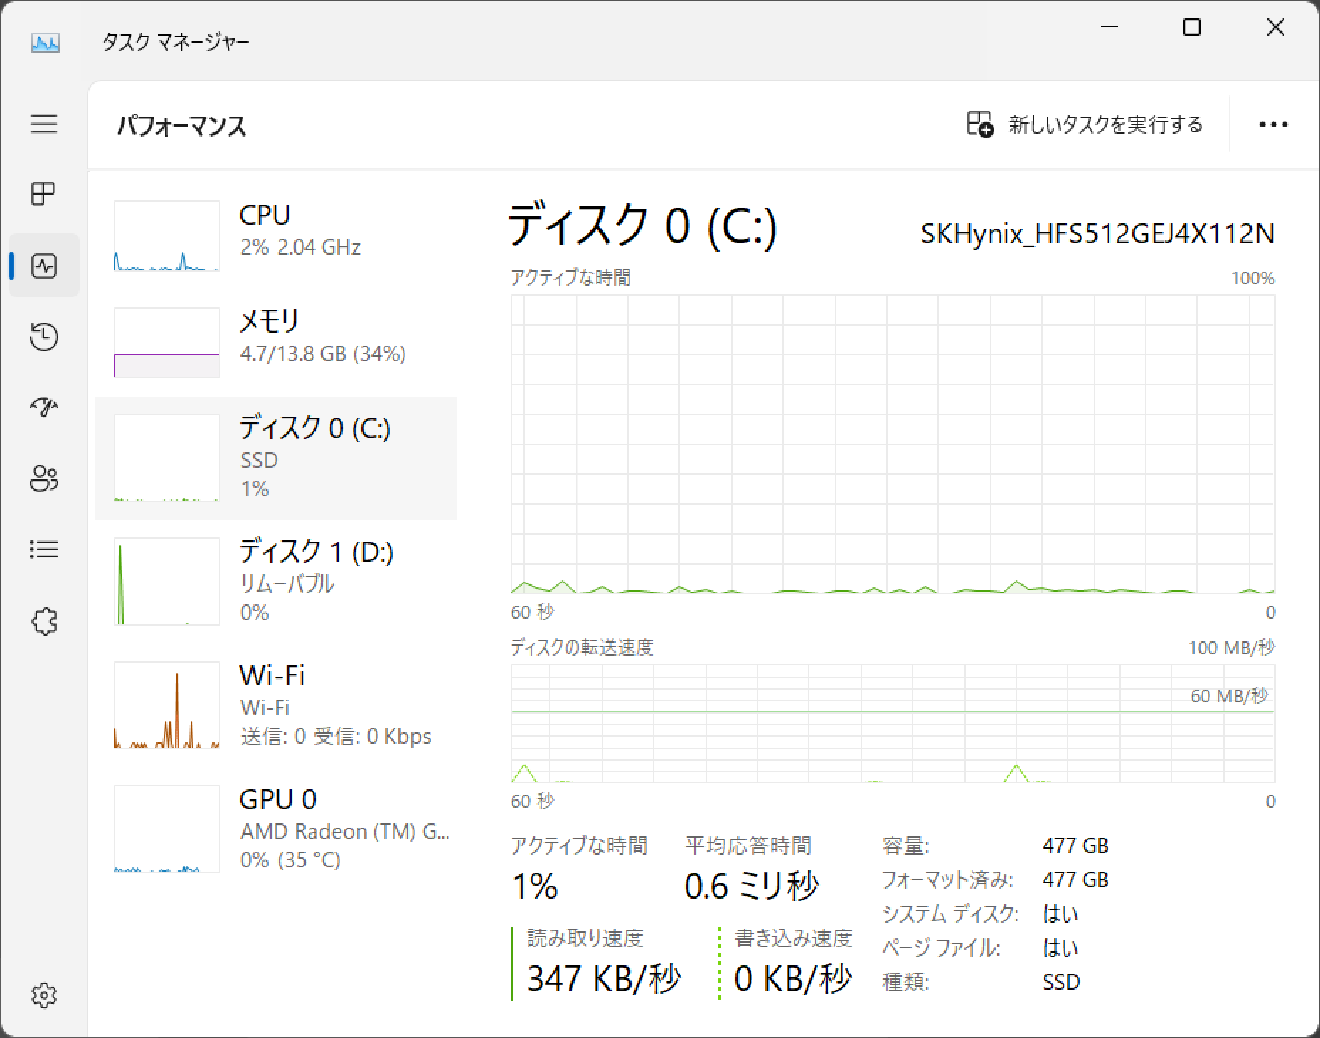 タスク マネージャー
パフォーマンス
新しいタスクを実行する
CPU
2% 2.04 GHz
メモリ
4.7/13.8 GB (34%)
ディスク 0 (C:)
SSD
1%
ディスク 1 (D:)
リムーバブル
0%
Wi-Fi
Wi-Fi
送信: 0 受信: 0 Kbps
GPU 0
AMD Radeon (TM) G...
0% (35 °C)
ディスク 0 (C:)
SKHynix_HFS512GEJ4X112N
アクティブな時間
100%
60 秒
0
ディスクの転送速度
100 MB/秒
60 MB/秒
60 秒
0
アクティブな時間
1%
平均応答時間
0.6 ミリ秒
読み取り速度
347 KB/秒
書き込み速度
0 KB/秒
容量: 477 GB
フォーマット済み: 477 GB
システム ディスク: はい
ページ ファイル: はい
種類: SSD